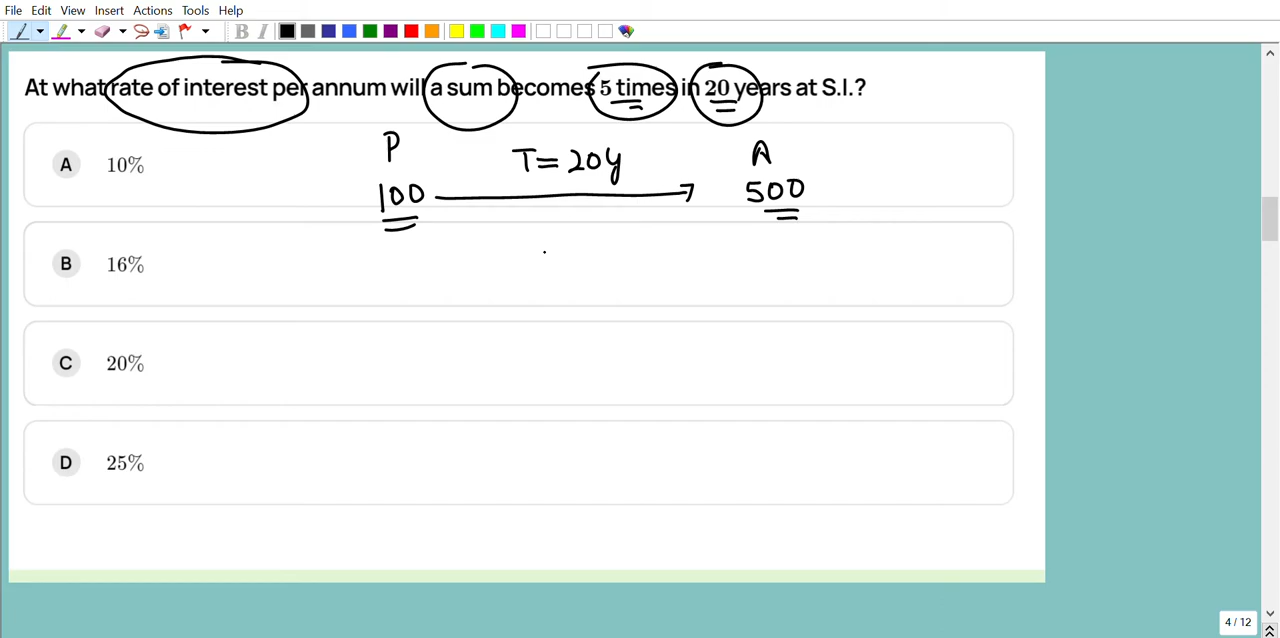 File Edit View Insert Actions Tools Help
B I
At what rate of interest per annum will a sum becomes 5 times in 20 years at S.I.?
P T=20y A
100 500
A 10%
B 16%
C 20%
D 25%
4 / 12